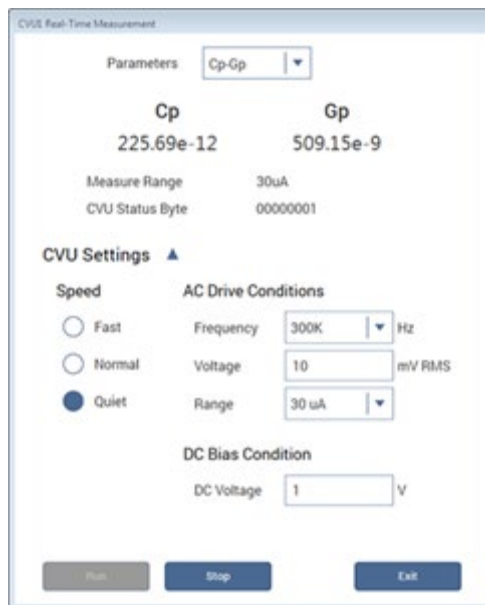 CVU1 Real-Time Measurement
Parameters Cp-Gp
Cp Gp
225.69e-12 509.15e-9
Measure Range 30uA
CVU Status Byte 00000001
CVU Settings
Speed AC Drive Conditions
Fast Frequency 300K Hz
Normal Voltage 10 mV RMS
Quiet Range 30 uA
DC Bias Condition
DC Voltage 1 V
Run Stop Exit